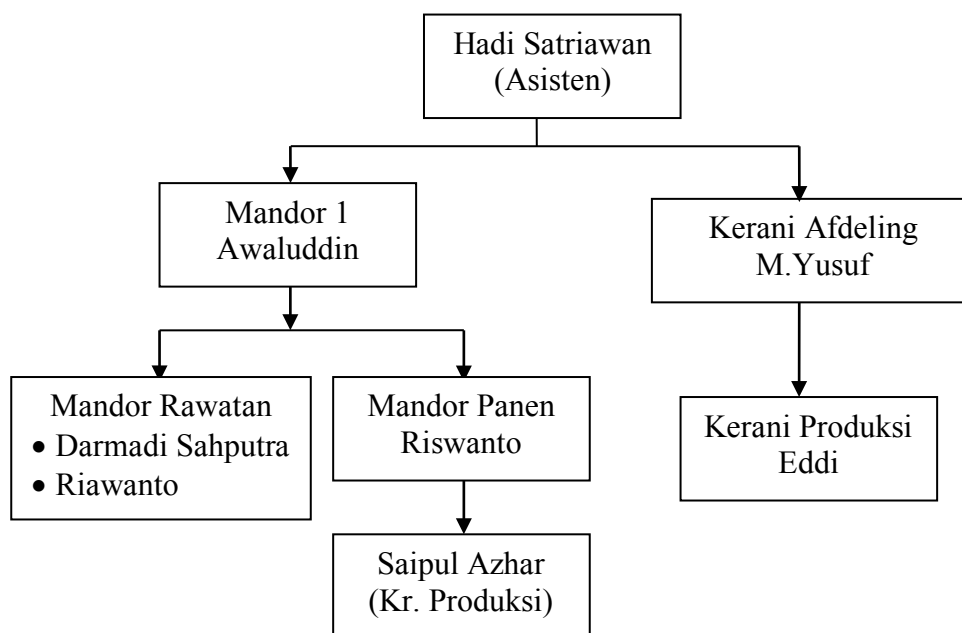 Hadi Satriawan
(Asisten)
Mandor 1
Awaluddin
Kerani Afdeling
M.Yusuf
Mandor Rawatan
• Darmadi Sahputra
• Riawanto
Mandor Panen
Riswanto
Kerani Produksi
Eddi
Saipul Azhar
(Kr. Produksi)